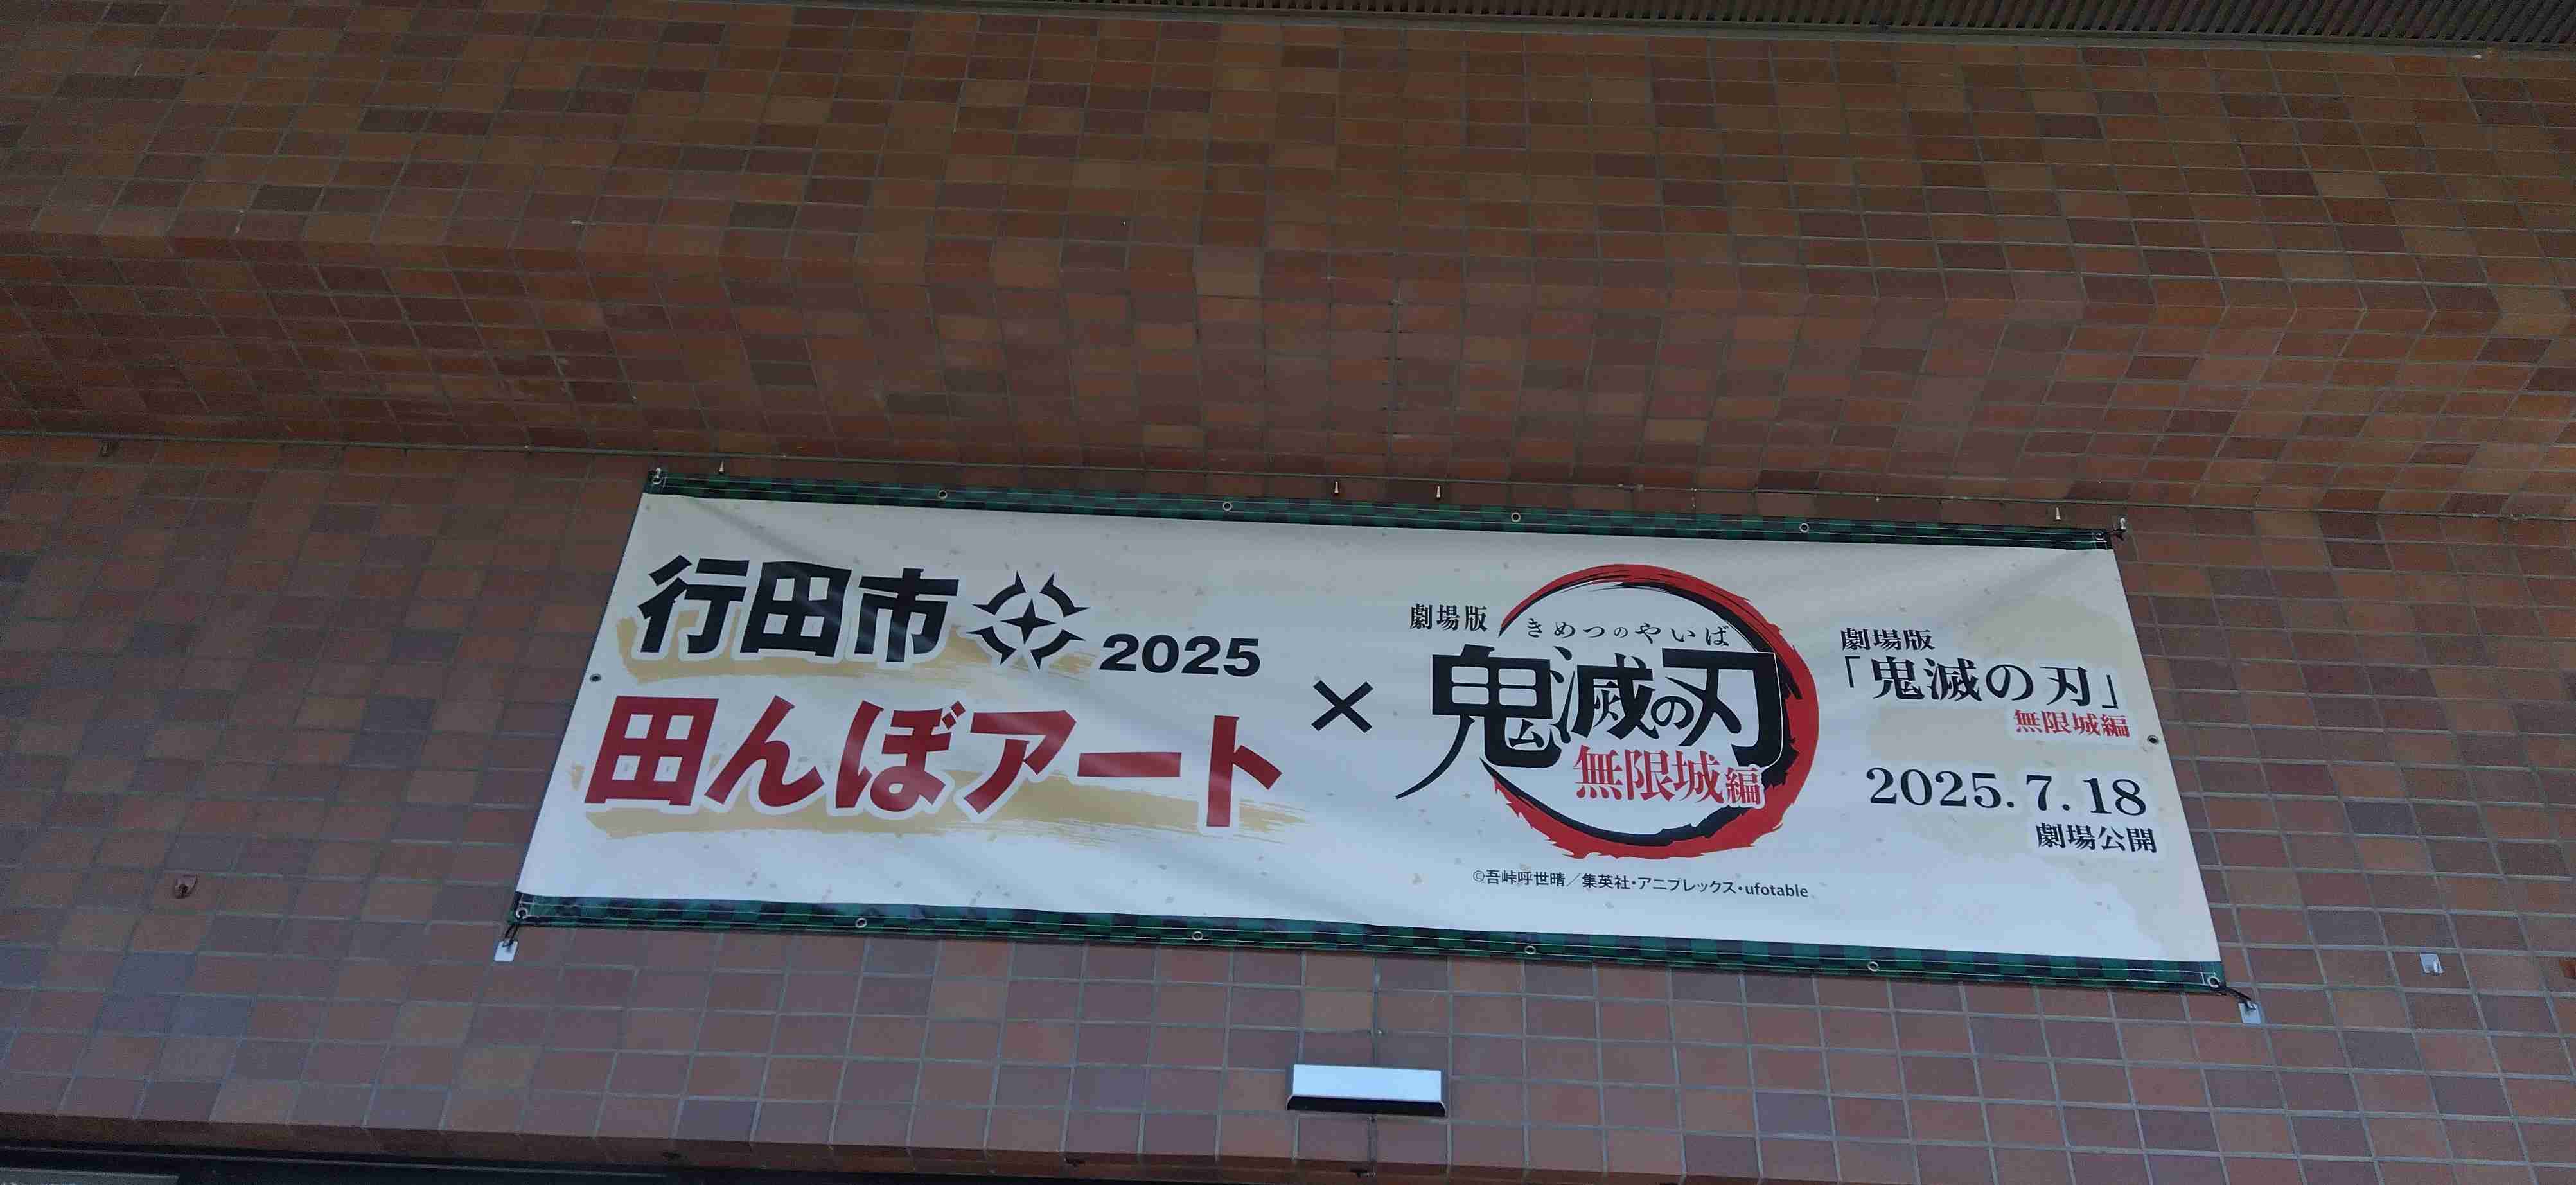 行田市 2025
田んぼアート
×
劇場版
きめつのやいば
鬼滅の刃
無限城編
劇場版
「鬼滅の刃」
無限城編
2025.7.18
劇場公開
©吾峠呼世晴／集英社・アニプレックス・ufotable